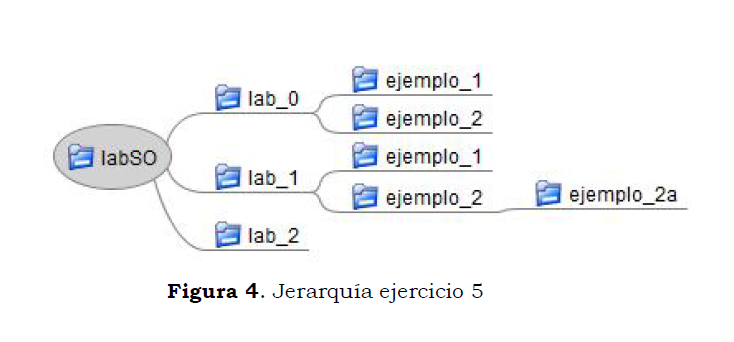 labSO
lab_0
ejemplo_1
ejemplo_2
lab_1
ejemplo_1
ejemplo_2
ejemplo_2a
lab_2
Figura 4. Jerarquía ejercicio 5